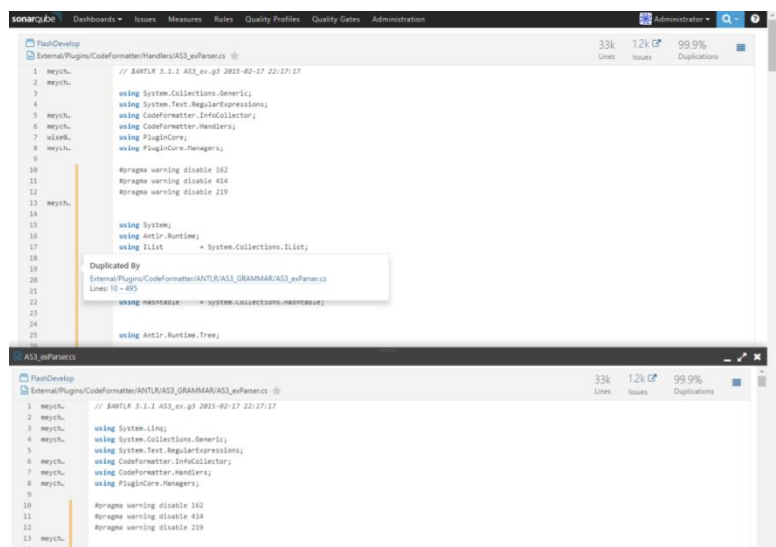 sonarqube Dashboards Issues Measures Rules Quality Profiles Quality Gates Administration Administrator
FlashDevelop
External/Plugins/CodeFormatter/Handlers/AS3_exParser.cs
33k Lines
1.2k Issues
99.9% Duplications
1 meych… // $ANTLR 3.1.1 AS3_ex.g3 2015-02-17 22:17:17
2 meych…
3 using System.Collections.Generic;
4 using System.Text.RegularExpressions;
5 meych… using CodeFormatter.InfoCollector;
6 meych… using CodeFormatter.Handlers;
7 wiseB… using PluginCore;
8 meych… using PluginCore.Managers;
9
10 #pragma warning disable 162
11 #pragma warning disable 414
12 #pragma warning disable 219
13 meych…
14
15 using System;
16 using Antlr.Runtime;
17 using IList = System.Collections.IList;
18
19
20
21
22 using Hashtable = System.Collections.Hashtable;
23
24
25 using Antlr.Runtime.Tree;
26
Duplicated By
External/Plugins/CodeFormatter/ANTLR/AS3_GRAMMAR/AS3_exParser.cs
Lines: 10 – 495
AS3_exParser.cs
FlashDevelop
External/Plugins/CodeFormatter/ANTLR/AS3_GRAMMAR/AS3_exParser.cs
33k Lines
1.2k Issues
99.9% Duplications
1 meych… // $ANTLR 3.1.1 AS3_ex.g3 2015-02-17 22:17:17
2 meych…
3 meych… using System.Linq;
4 meych… using System.Collections.Generic;
5 using System.Text.RegularExpressions;
6 meych… using CodeFormatter.InfoCollector;
7 meych… using CodeFormatter.Handlers;
8 meych… using PluginCore.Managers;
9
10 #pragma warning disable 162
11 #pragma warning disable 414
12 #pragma warning disable 219
13 meych…